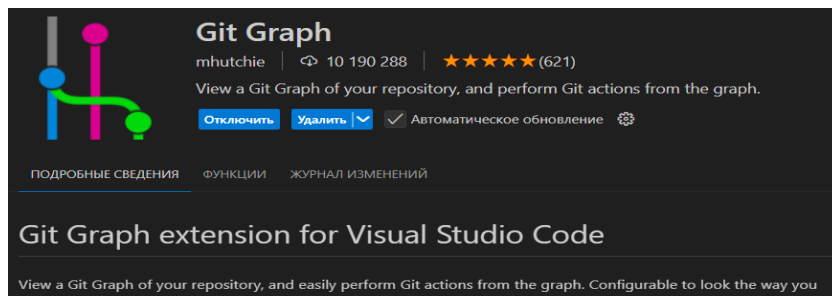 Git Graph
mhutchie 10 190 288 ★★★★★(621)
View a Git Graph of your repository, and perform Git actions from the graph.
Отключить Удалить Автоматическое обновление
ПОДРОБНЫЕ СВЕДЕНИЯ ФУНКЦИИ ЖУРНАЛ ИЗМЕНЕНИЙ
Git Graph extension for Visual Studio Code
View a Git Graph of your repository, and easily perform Git actions from the graph. Configurable to look the way you